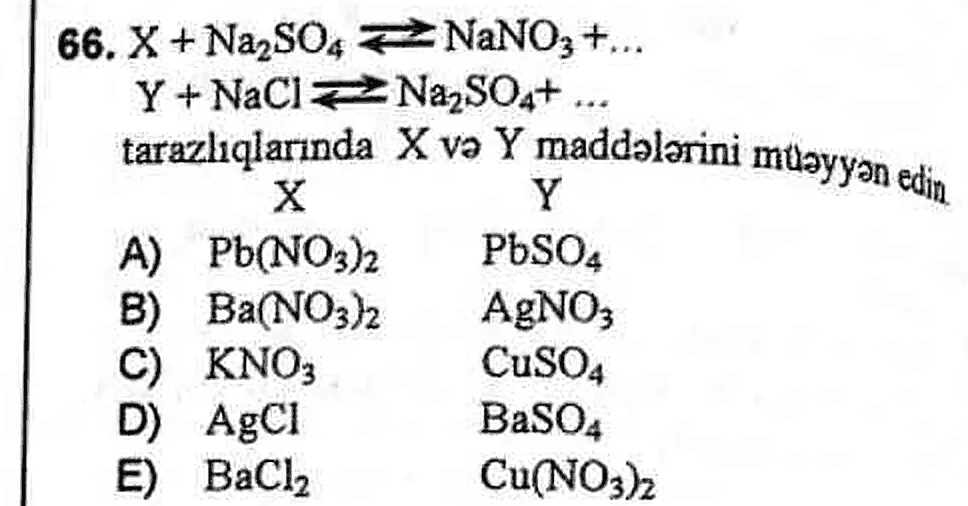 66. X + Na₂SO₄ ⇄ NaNO₃ +...
Y + NaCl ⇄ Na₂SO₄+ ...
tarazlıqlarında X və Y maddələrini müəyyən edin
X Y
A) Pb(NO₃)₂ PbSO₄
B) Ba(NO₃)₂ AgNO₃
C) KNO₃ CuSO₄
D) AgCl BaSO₄
E) BaCl₂ Cu(NO₃)₂